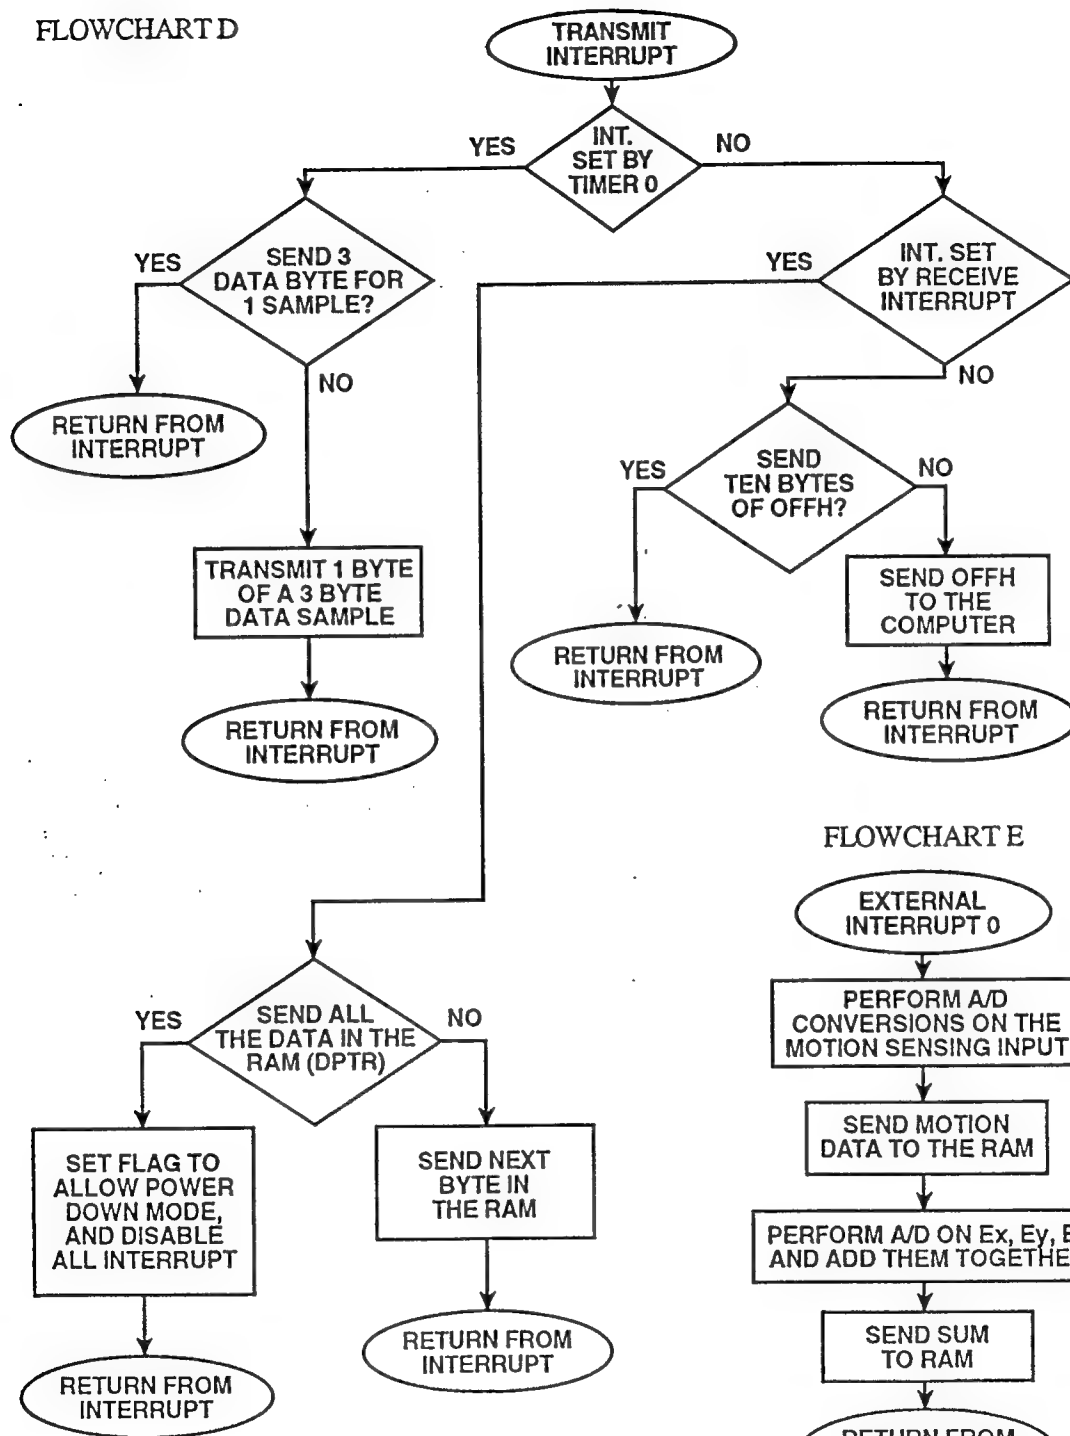 FLOWCHART D
TRANSMIT
INTERRUPT
INT.
SET BY
TIMER 0
YES
NO
SEND 3
DATA BYTE FOR
1 SAMPLE?
YES
NO
RETURN FROM
INTERRUPT
TRANSMIT 1 BYTE
OF A 3 BYTE
DATA SAMPLE
RETURN FROM
INTERRUPT
INT. SET
BY RECEIVE
INTERRUPT
YES
NO
SEND
TEN BYTES
OF OFFH?
YES
NO
RETURN FROM
INTERRUPT
SEND OFFH
TO THE
COMPUTER
RETURN FROM
INTERRUPT
SEND ALL
THE DATA IN THE
RAM (DPTR)
YES
NO
SET FLAG TO
ALLOW POWER
DOWN MODE,
AND DISABLE
ALL INTERRUPT
RETURN FROM
INTERRUPT
SEND NEXT
BYTE IN
THE RAM
RETURN FROM
INTERRUPT
FLOWCHART E
EXTERNAL
INTERRUPT 0
PERFORM A/D
CONVERSIONS ON THE
MOTION SENSING INPUT
SEND MOTION
DATA TO THE RAM
PERFORM A/D ON Ex, Ey,
AND ADD THEM
SEND SUM
TO RAM
RETURN FROM